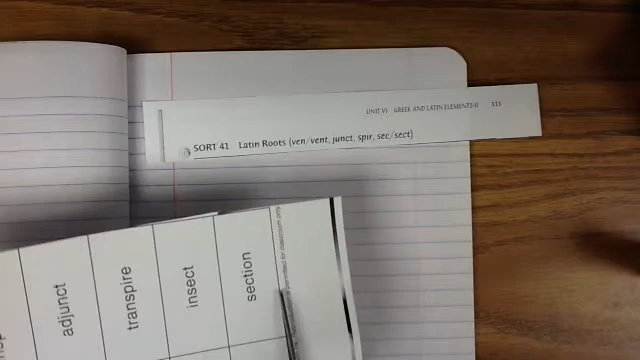 UNIT VI GREEK AND LATIN ELEMENTS II 113
SORT 41 Latin Roots (ven/vent, junct, spir, sec/sect)
adjunct
transpire
insect
section